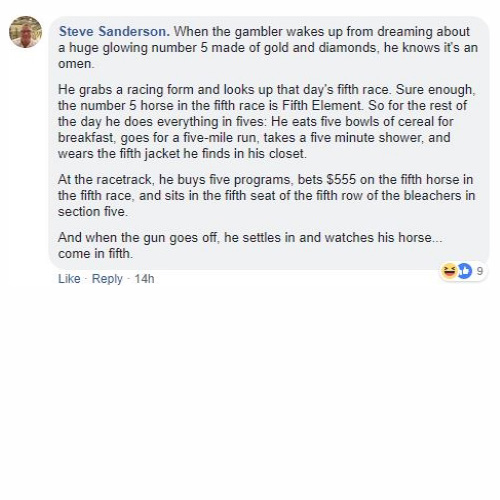 Steve Sanderson. When the gambler wakes up from dreaming about
a huge glowing number 5 made of gold and diamonds, he knows it's an
omen.
He grabs a racing form and looks up that day's fifth race. Sure enough,
the number 5 horse in the fifth race is Fifth Element. So for the rest of
the day he does everything in fives: He eats five bowls of cereal for
breakfast, goes for a five-mile run, takes a five minute shower, and
wears the fifth jacket he finds in his closet.
At the racetrack, he buys five programs, bets $555 on the fifth horse in
the fifth race, and sits in the fifth seat of the fifth row of the bleachers in
section five.
And when the gun goes off, he settles in and watches his horse...
come in fifth.
9
Like · Reply · 14h